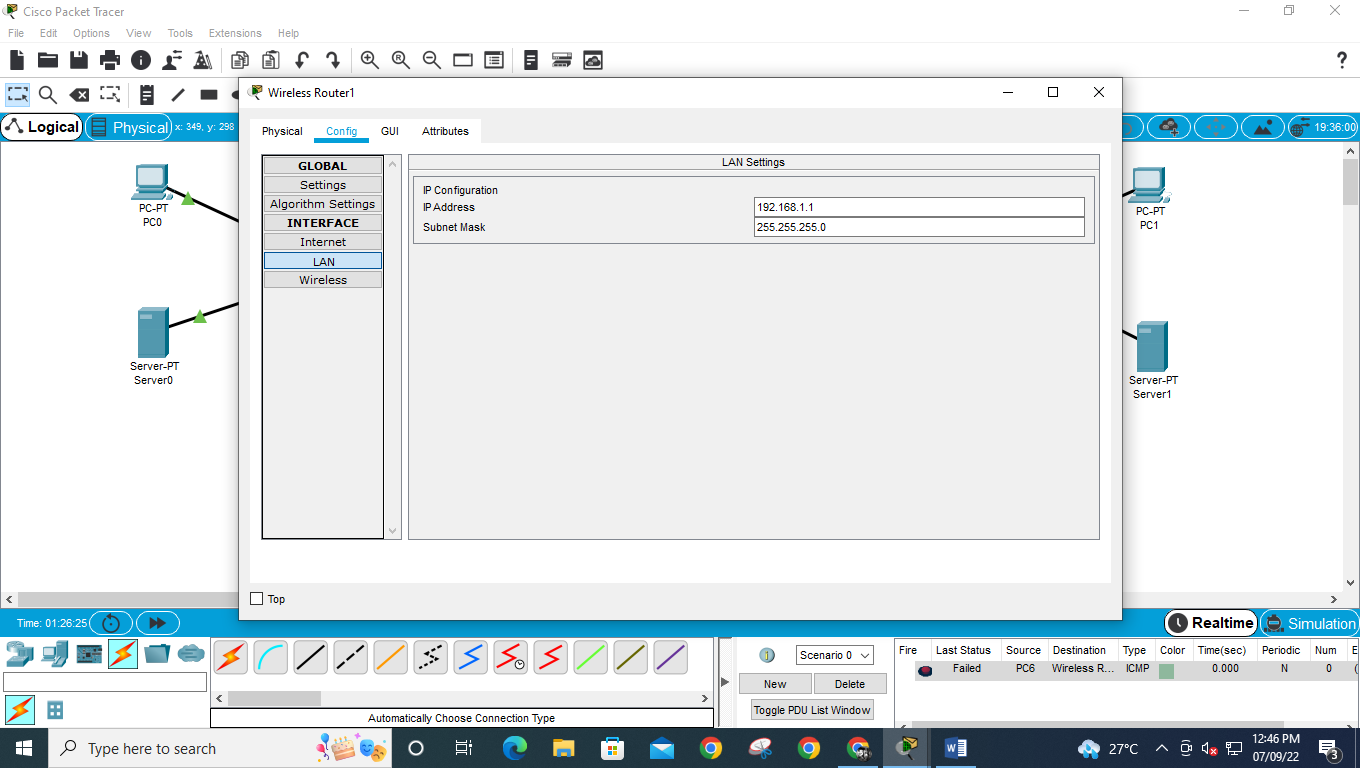 Cisco Packet Tracer
File Edit Options View Tools Extensions Help
Wireless Router1
Logical
Physical
x: 349, y: 298
19:36:00
Physical Config GUI Attributes
GLOBAL
Settings
Algorithm Settings
INTERFACE
Internet
LAN
Wireless
LAN Settings
IP Configuration
IP Address 192.168.1.1
Subnet Mask 255.255.255.0
Top
PC-PT
PC0
Server-PT
Server0
PC-PT
PC1
Server-PT
Server1
Time: 01:26:25
Realtime
Simulation
Automatically Choose Connection Type
Scenario 0
New Delete
Toggle PDU List Window
Fire Last Status Source Destination Type Color Time(sec) Periodic Num E
Failed PC6 Wireless R... ICMP 0.000 N 0 (
Type here to search
27°C
12:46 PM
07/09/22
3